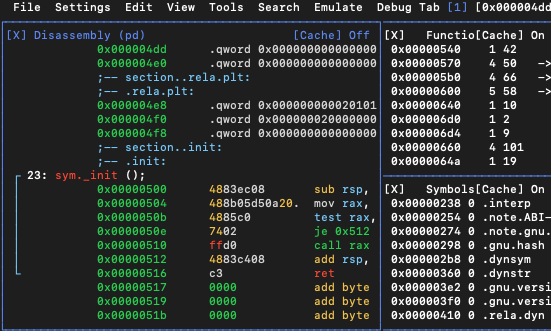 File Settings Edit View Tools Search Emulate Debug Tab [1] [0x000004dd
[X] Disassembly (pd) [Cache] Off
0x000004dd .qword 0x0000000000000000
0x000004e0 .qword 0x0000000000000000
;-- section..rela.plt:
;-- .rela.plt:
0x000004e8 .qword 0x0000000000020101
0x000004f0 .qword 0x0000000200000000
0x000004f8 .qword 0x0000000000000000
;-- section..init:
;-- .init:
23: sym._init ();
0x00000500 4883ec08 sub rsp,
0x00000504 488b05d50a20. mov rax,
0x0000050b 4885c0 test rax,
0x0000050e 7402 je 0x512
0x00000510 ffd0 call rax
0x00000512 4883c408 add rsp,
0x00000516 c3 ret
0x00000517 0000 add byte
0x00000519 0000 add byte
0x0000051b 0000 add byte
[X] Functio[Cache] On
0x00000540 1 42
0x00000570 4 50 ->
0x000005b0 4 66 ->
0x00000600 5 58 ->
0x00000640 1 10
0x000006d0 1 2
0x000006d4 1 9
0x00000660 4 101
0x0000064a 1 19
[X] Symbols[Cache] On
0x00000238 0 .interp
0x00000254 0 .note.ABI-
0x00000274 0 .note.gnu.
0x00000298 0 .gnu.hash
0x000002b8 0 .dynsym
0x00000360 0 .dynstr
0x000003e2 0 .gnu.versi
0x000003f0 0 .gnu.versi
0x00000410 0 .rela.dyn